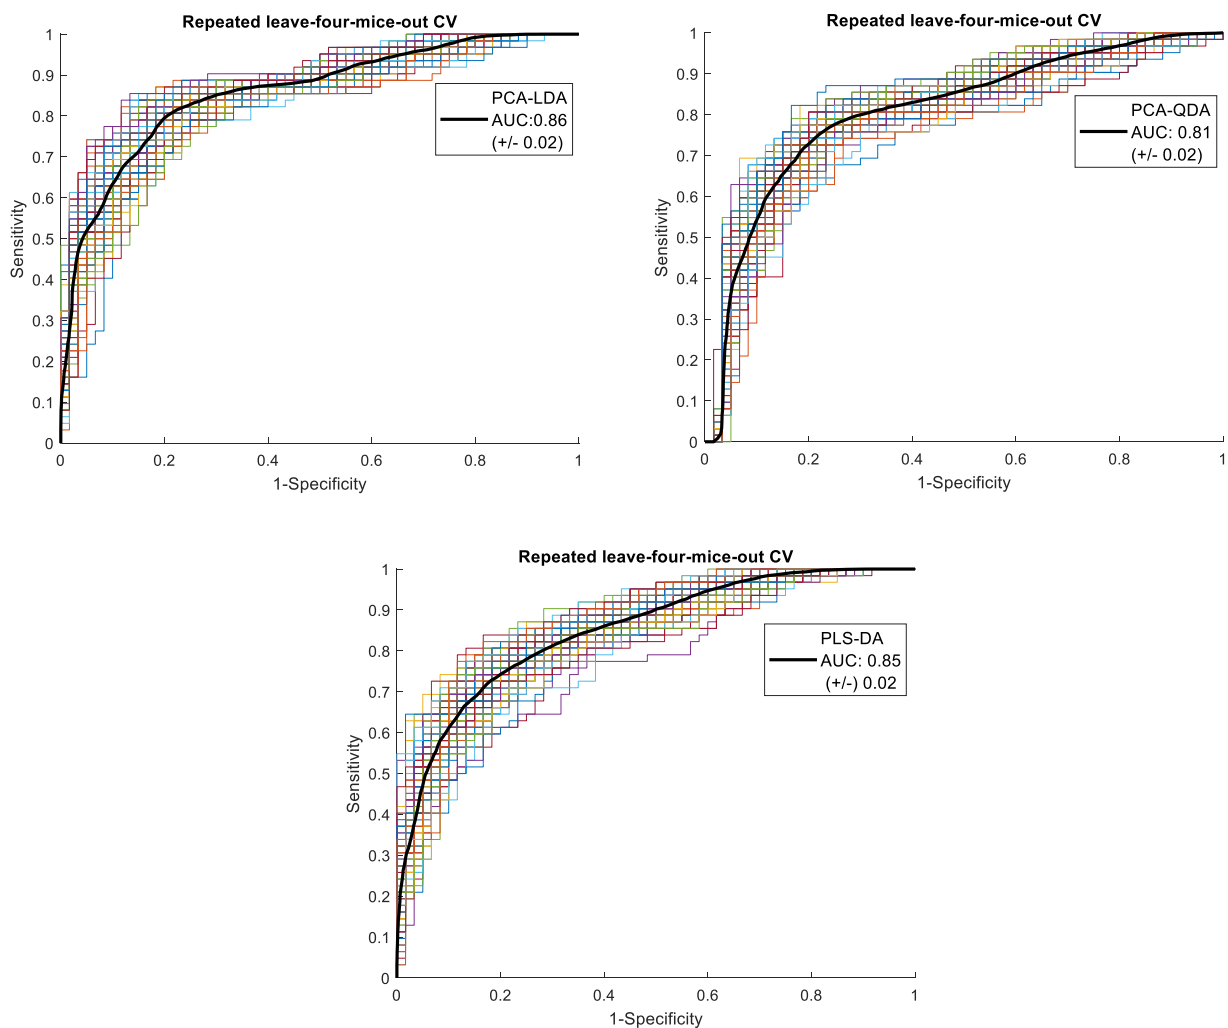 Repeated leave-four-mice-out CV
1
0.9
0.8
0.7
0.6
0.5
0.4
0.3
0.2
0.1
0
Sensitivity
PCA-LDA
AUC:0.86
(+/- 0.02)
0 0.2 0.4 0.6 0.8 1
1-Specificity
Repeated leave-four-mice-out CV
1
0.9
0.8
0.7
0.6
0.5
0.4
0.3
0.2
0.1
0
Sensitivity
PCA-QDA
AUC: 0.81
(+/- 0.02)
0 0.2 0.4 0.6 0.8 1
1-Specificity
Repeated leave-four-mice-out CV
1
0.9
0.8
0.7
0.6
0.5
0.4
0.3
0.2
0.1
0
Sensitivity
PLS-DA
AUC: 0.85
(+/-) 0.02
0 0.2 0.4 0.6 0.8 1
1-Specificity